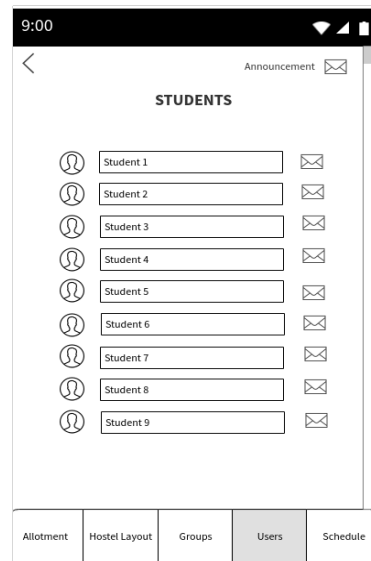 9:00
Announcement
STUDENTS
Student 1
Student 2
Student 3
Student 4
Student 5
Student 6
Student 7
Student 8
Student 9
Allotment Hostel Layout Groups Users Schedule